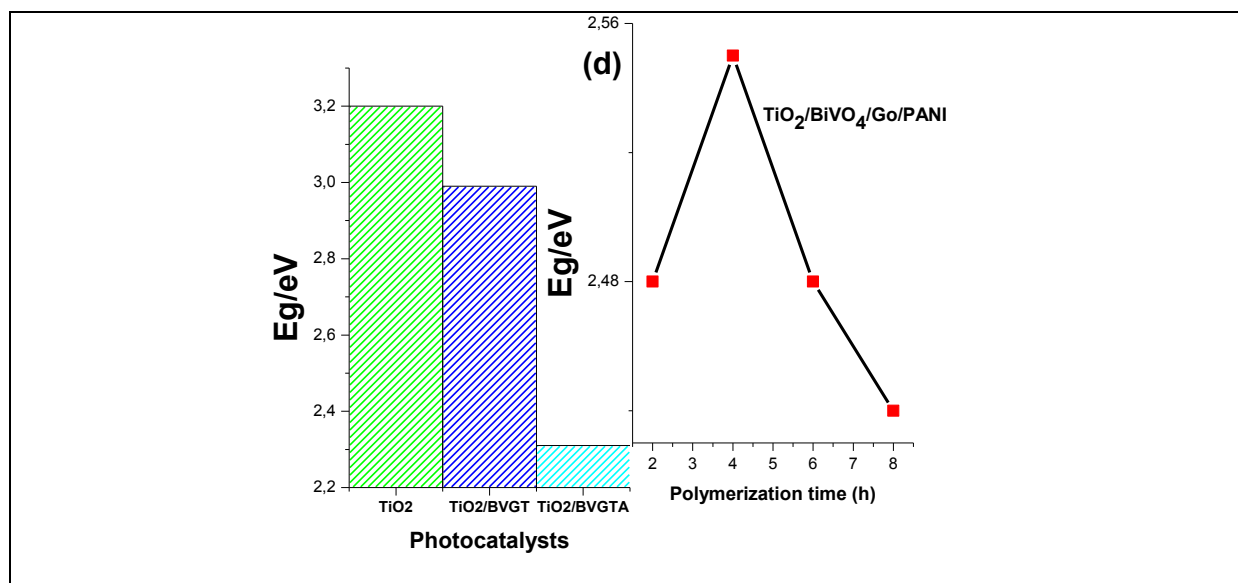 Eg/eV
3,2
3,0
2,8
2,6
2,4
2,2
TiO2
TiO2/BVGT
TiO2/BVGTA
Photocatalysts
(d)
Eg/eV
2,56
2,48
TiO₂/BiVO₄/Go/PANI
2 3 4 5 6 7 8
Polymerization time (h)